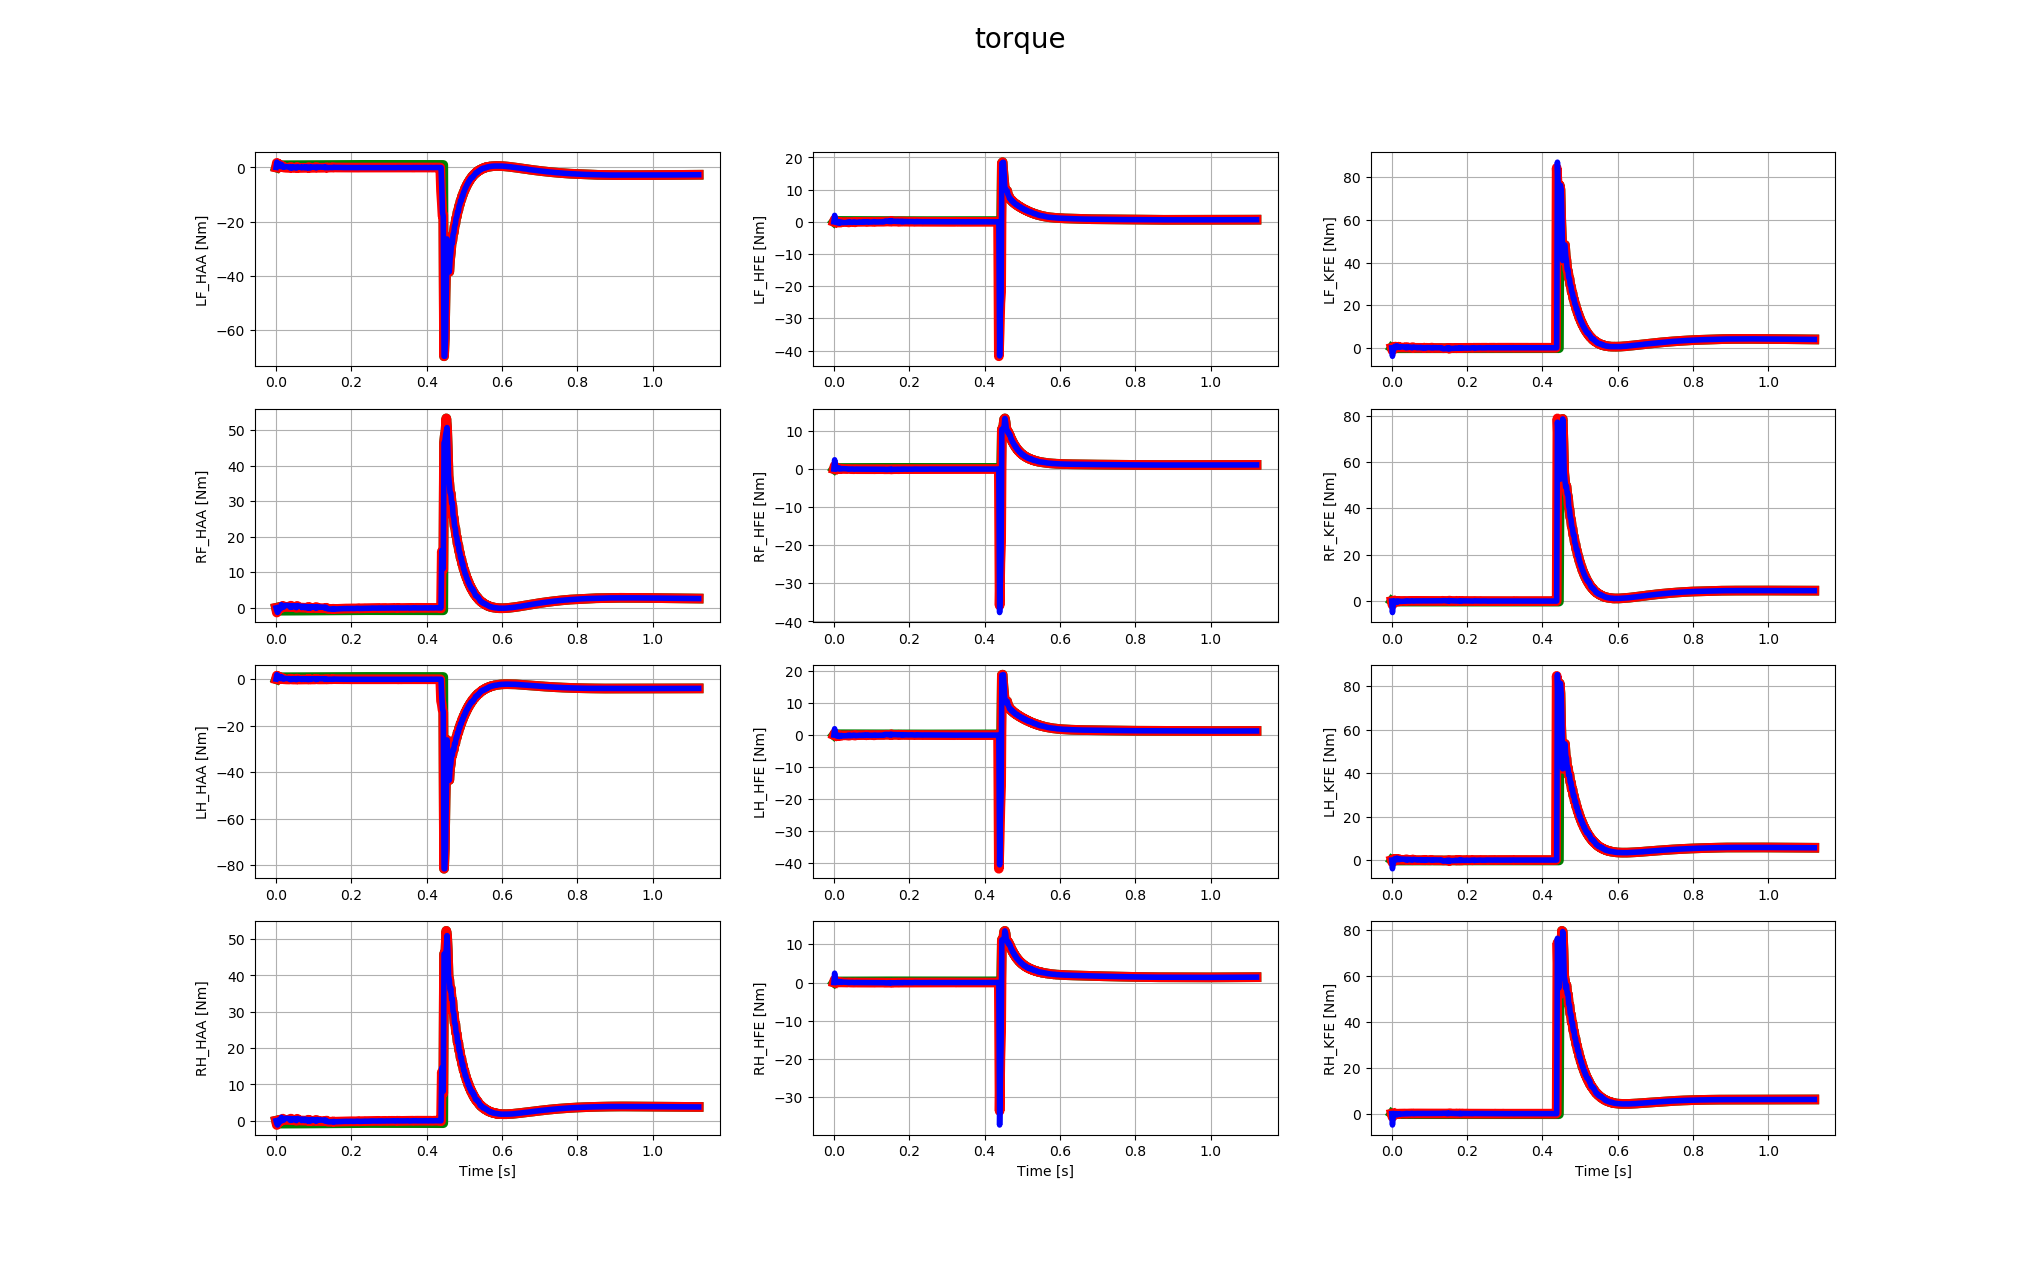 torque
LF_HAA [Nm]
0
−20
−40
−60
0.0 0.2 0.4 0.6 0.8 1.0
LF_HFE [Nm]
20
10
0
−10
−20
−30
−40
0.0 0.2 0.4 0.6 0.8 1.0
LF_KFE [Nm]
80
60
40
20
0
0.0 0.2 0.4 0.6 0.8 1.0
RF_HAA [Nm]
50
40
30
20
10
0
0.0 0.2 0.4 0.6 0.8 1.0
RF_HFE [Nm]
10
0
−10
−20
−30
−40
0.0 0.2 0.4 0.6 0.8 1.0
RF_KFE [Nm]
80
60
40
20
0
0.0 0.2 0.4 0.6 0.8 1.0
LH_HAA [Nm]
0
−20
−40
−60
−80
0.0 0.2 0.4 0.6 0.8 1.0
LH_HFE [Nm]
20
10
0
−10
−20
−30
−40
0.0 0.2 0.4 0.6 0.8 1.0
LH_KFE [Nm]
80
60
40
20
0
0.0 0.2 0.4 0.6 0.8 1.0
RH_HAA [Nm]
50
40
30
20
10
0
0.0 0.2 0.4 0.6 0.8 1.0
Time [s]
RH_HFE [Nm]
10
0
−10
−20
−30
0.0 0.2 0.4 0.6 0.8 1.0
Time [s]
RH_KFE [Nm]
80
60
40
20
0
0.0 0.2 0.4 0.6 0.8 1.0
Time [s]